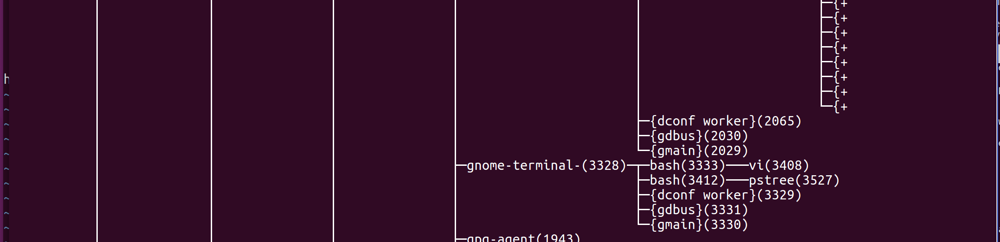 {+
{+
{+
{+
{+
{+
{+
{+
h
~
~
~
{dconf worker}(2065)
~
{gdbus}(2030)
~
{gmain}(2029)
~
gnome-terminal-(3328) bash(3333) vi(3408)
~
bash(3412) pstree(3527)
~
{dconf worker}(3329)
~
{gdbus}(3331)
~
{gmain}(3330)
~
gpg-agent(1943)